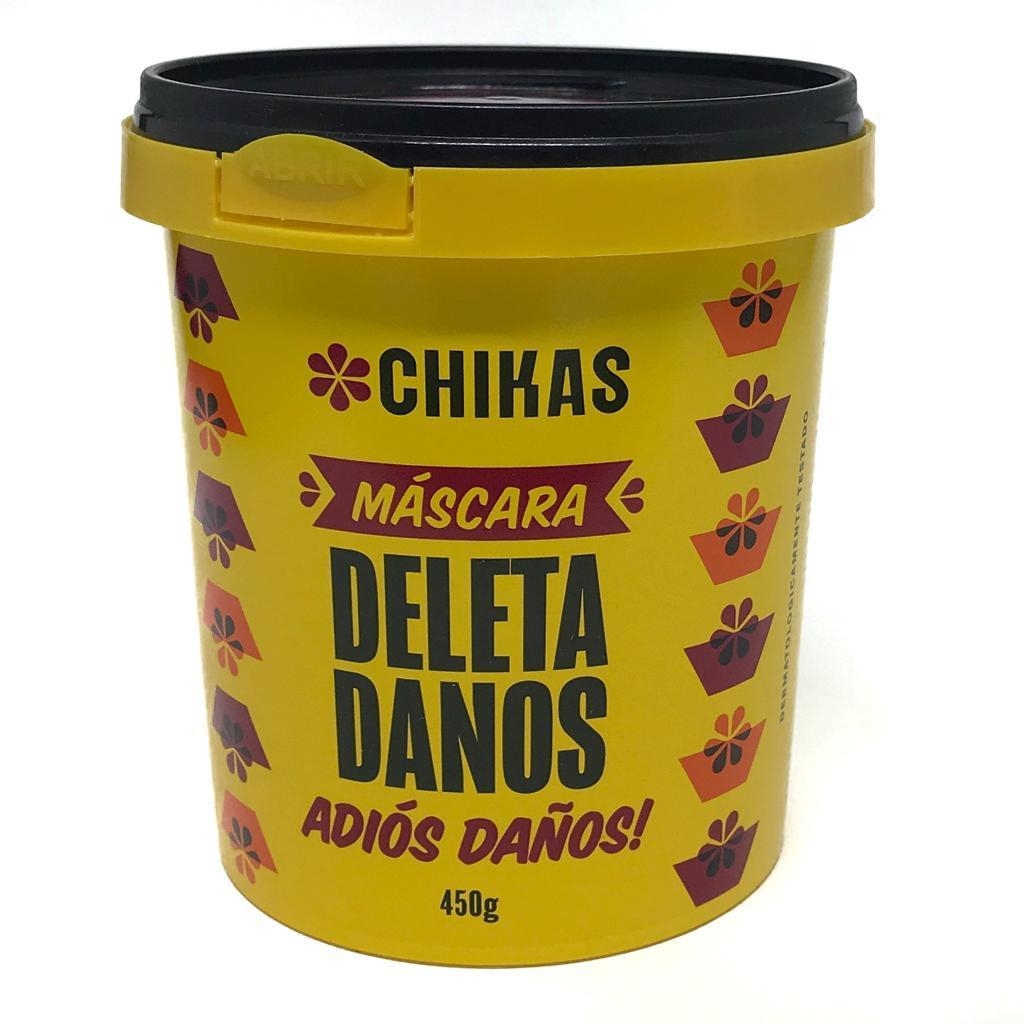 ABRIR
CHIKAS
MÁSCARA
DELETA
DANOS
ADIÓS DAÑOS!
450g
DERMATOLOGICAMENTE TESTADO